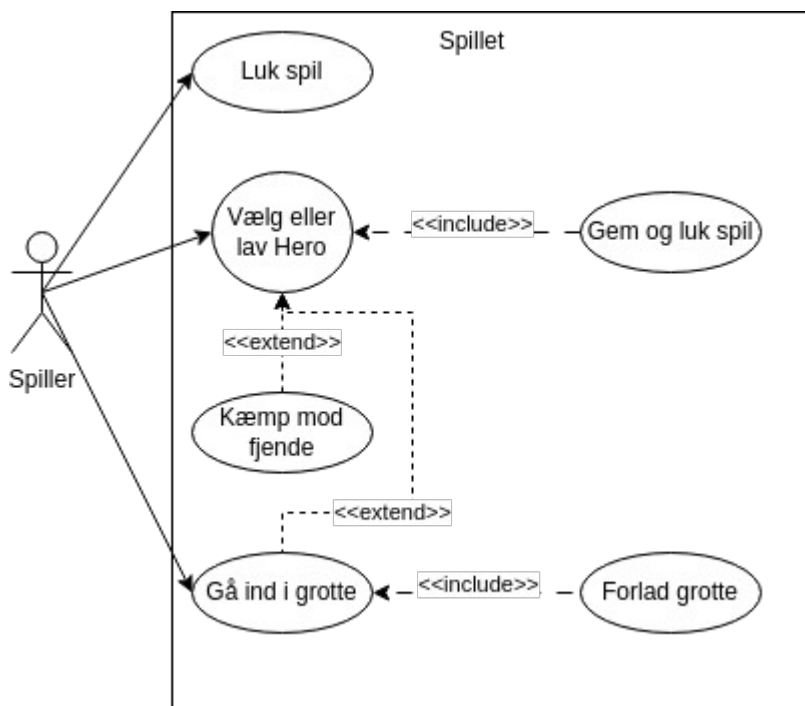 Spillet
Luk spil
Vælg eller
lav Hero
<<include>>
Gem og luk spil
Spiller
<<extend>>
Kæmp mod
fjende
<<extend>>
Gå ind i grotte
<<include>>
Forlad grotte